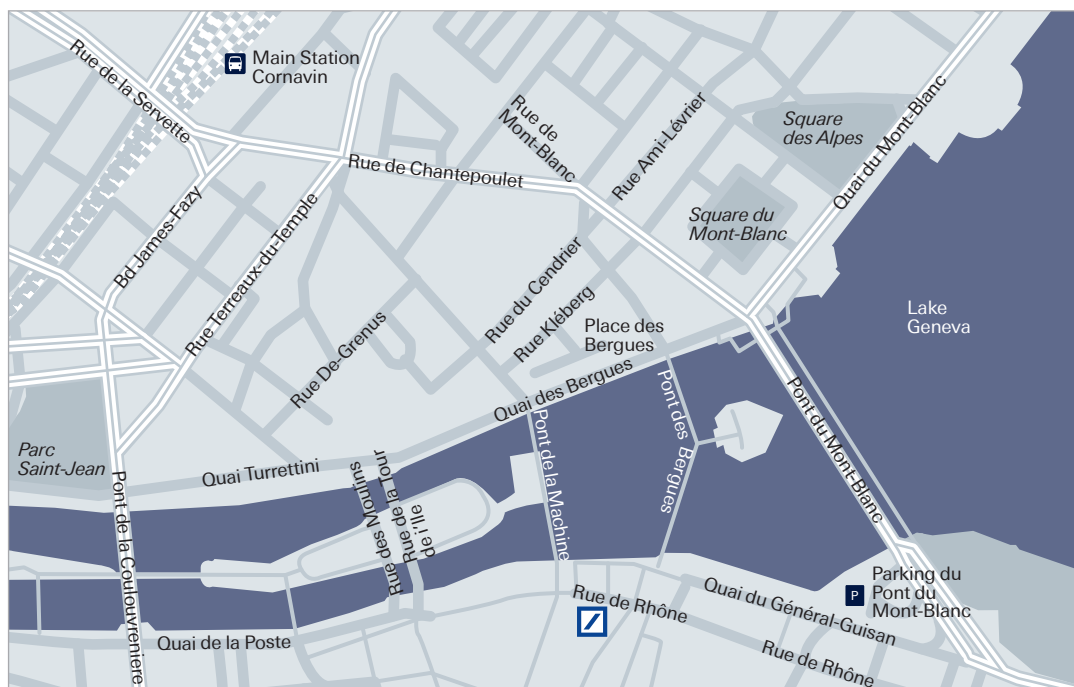 Rue de la Servette
Main Station
Cornavin
Rue de
Mont-Blanc
Rue Ami-Lévrier
Square
des Alpes
Quai du Mont-Blanc
Rue de Chantepoulet
Bd James-Fazy
Rue Terreaux-du-Temple
Square du
Mont-Blanc
Rue du Cendrier
Rue Kléberg
Place des
Bergues
Lake
Geneva
Rue De-Grenus
Quai des Bergues
Pont des Bergues
Pont du Mont-Blanc
Parc
Saint-Jean
Quai Turrettini
Pont de la Machine
Rue des Moulins
Rue de la Tour
de i'lle
Pont de la Coulouvreniere
Parking du
Pont du
Mont-Blanc
P
Rue de Rhône
Quai du Général-Guisan
Quai de la Poste
Rue de Rhône